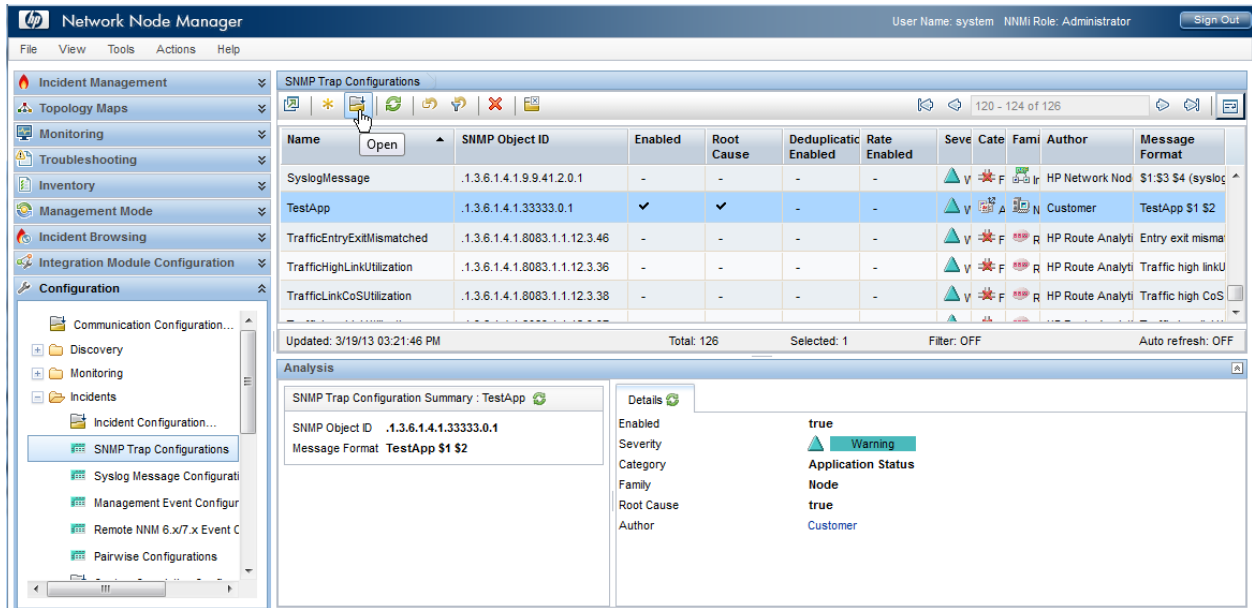 hp Network Node Manager
User Name: system NNMi Role: Administrator
Sign Out
File View Tools Actions Help
Incident Management
Topology Maps
Monitoring
Troubleshooting
Inventory
Management Mode
Incident Browsing
Integration Module Configuration
Configuration
Communication Configuration...
Discovery
Monitoring
Incidents
Incident Configuration...
SNMP Trap Configurations
Syslog Message Configurati
Management Event Configur
Remote NNM 6.x/7.x Event C
Pairwise Configurations
SNMP Trap Configurations
120 - 124 of 126
Open
Name SNMP Object ID Enabled Root Cause Deduplicatic Enabled Rate Enabled Seve Cate Fami Author Message Format
SyslogMessage .1.3.6.1.4.1.9.9.41.2.0.1 - - - - V F Ir HP Network Nod $1:$3 $4 (syslog
TestApp .1.3.6.1.4.1.33333.0.1 ✔ ✔ - - V A N Customer TestApp $1 $2
TrafficEntryExitMismatched .1.3.6.1.4.1.8083.1.1.12.3.46 - - - - V F R HP Route Analyti Entry exit mismat
TrafficHighLinkUtilization .1.3.6.1.4.1.8083.1.1.12.3.36 - - - - V F R HP Route Analyti Traffic high linkU
TrafficLinkCoSUtilization .1.3.6.1.4.1.8083.1.1.12.3.38 - - - - V F R HP Route Analyti Traffic high CoS
Updated: 3/19/13 03:21:46 PM Total: 126 Selected: 1 Filter: OFF Auto refresh: OFF
Analysis
SNMP Trap Configuration Summary : TestApp
SNMP Object ID .1.3.6.1.4.1.33333.0.1
Message Format TestApp $1 $2
Details
Enabled true
Severity Warning
Category Application Status
Family Node
Root Cause true
Author Customer